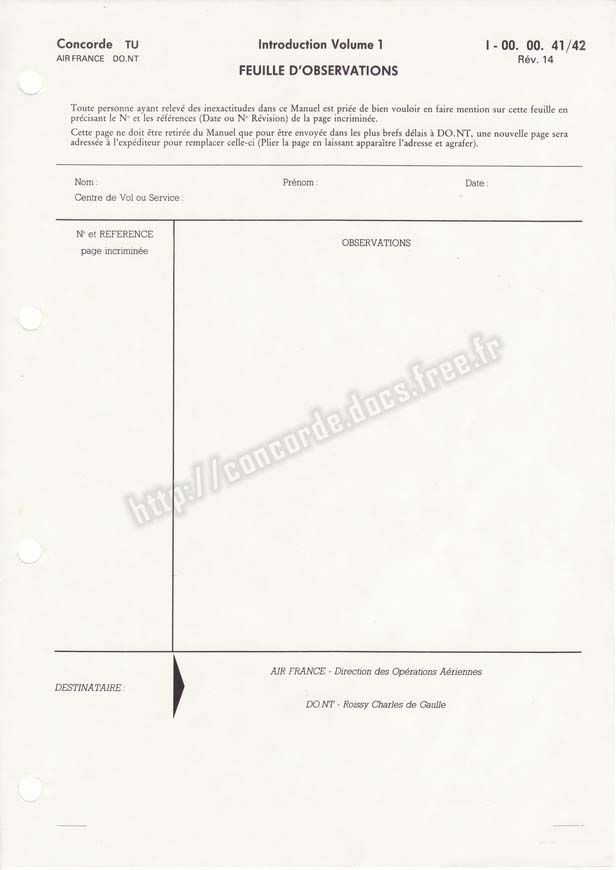 Concorde TU
AIR FRANCE DO.NT
Introduction Volume 1
FEUILLE D'OBSERVATIONS
I - 00. 00. 41/42
Rév. 14
Toute personne ayant relevé des inexactitudes dans ce Manuel est priée de bien vouloir en faire mention sur cette feuille en
précisant le N° et les références (Date ou N° Révision) de la page incriminée.
Cette page ne doit être retirée du Manuel que pour être envoyée dans les plus brefs délais à DO.NT, une nouvelle page sera
adressée à l'expéditeur pour remplacer celle-ci (Plier la page en laissant apparaître l'adresse et agrafer).
Nom : Prénom : Date :
Centre de Vol ou Service :
N° et REFERENCE
page incriminée
OBSERVATIONS
http://concorde.docs.free.fr
DESTINATAIRE :
AIR FRANCE - Direction des Opérations Aériennes
DO.NT - Roissy Charles de Gaulle